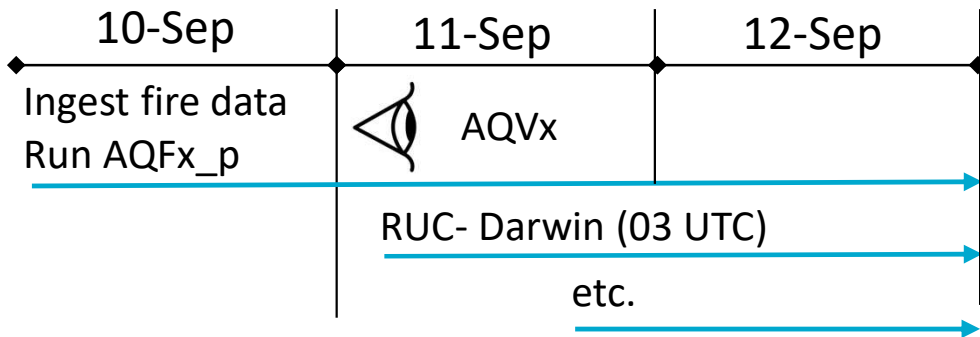 10-Sep 11-Sep 12-Sep
Ingest fire data
Run AQFx_p
AQVx
RUC- Darwin (03 UTC)
etc.